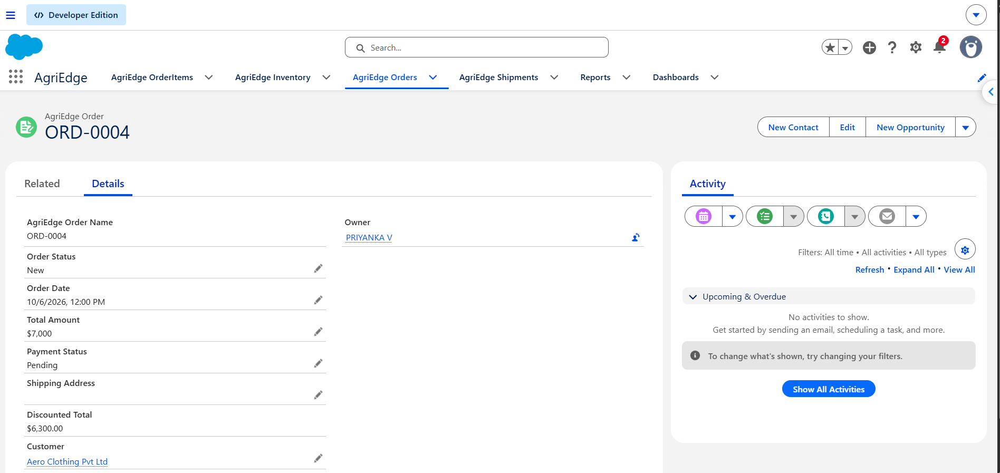 Developer Edition
Search...
2
AgriEdge
AgriEdge OrderItems
AgriEdge Inventory
AgriEdge Orders
AgriEdge Shipments
Reports
Dashboards
AgriEdge Order
ORD-0004
New Contact
Edit
New Opportunity
Related
Details
AgriEdge Order Name
ORD-0004
Owner
PRIYANKA V
Order Status
New
Order Date
10/6/2026, 12:00 PM
Total Amount
$7,000
Payment Status
Pending
Shipping Address
Discounted Total
$6,300.00
Customer
Aero Clothing Pvt Ltd
Activity
Filters: All time • All activities • All types
Refresh • Expand All • View All
Upcoming & Overdue
No activities to show.
Get started by sending an email, scheduling a task, and more.
To change what's shown, try changing your filters.
Show All Activities